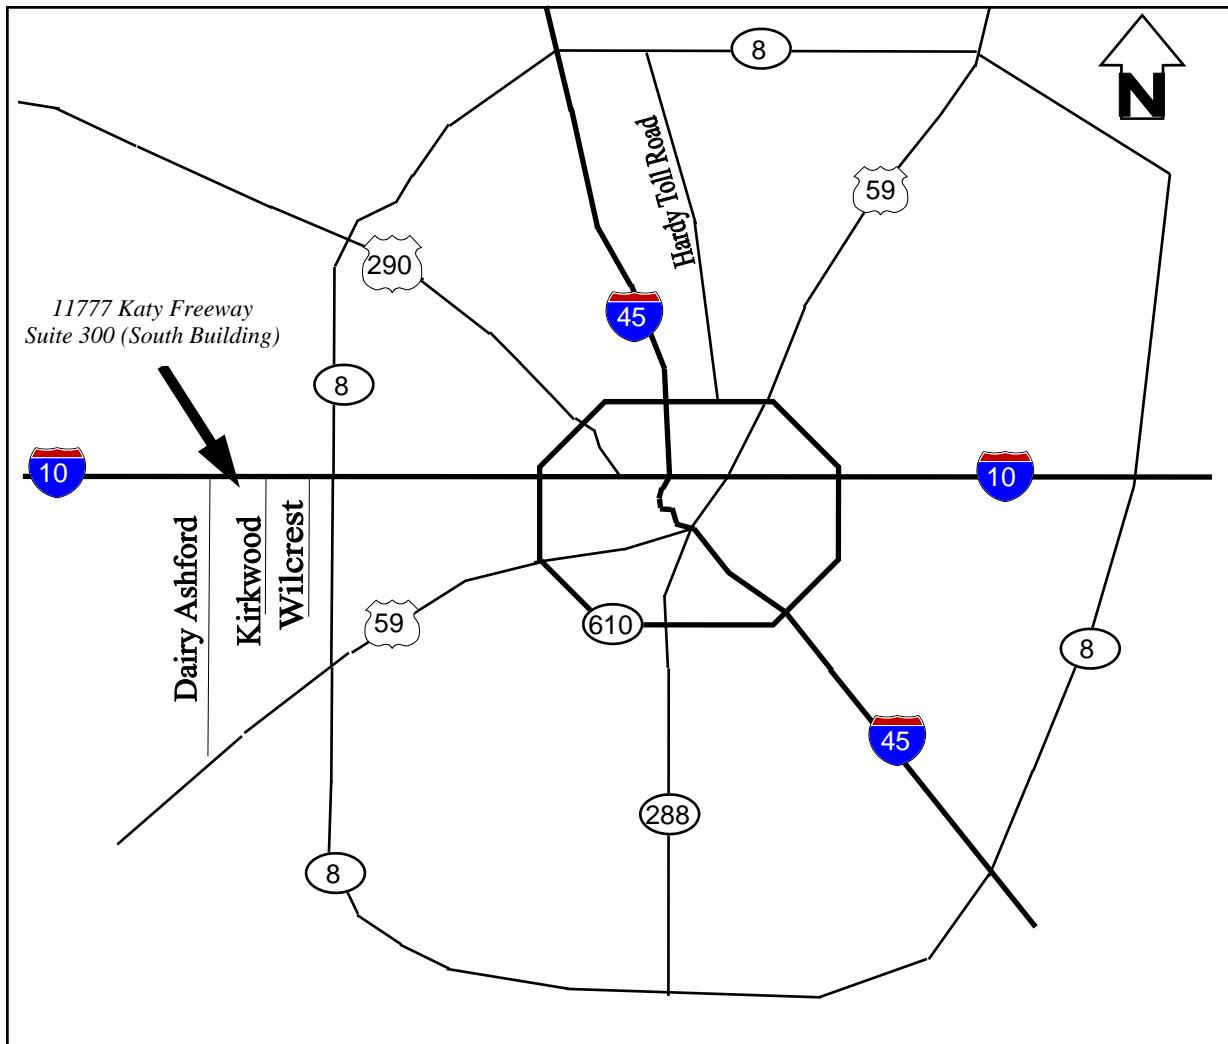 8
N
Hardy Toll Road
59
290
11777 Katy Freeway
Suite 300 (South Building)
45
8
10
10
Dairy Ashford
Kirkwood
Wilcrest
59
610
8
45
288
8